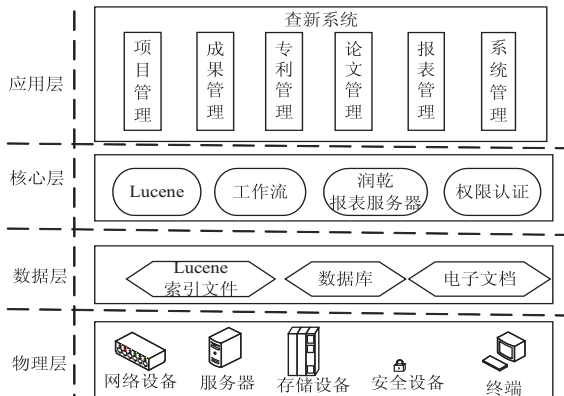 查新系统
应用层
项目管理
成果管理
专利管理
论文管理
报表管理
系统管理
核心层
Lucene
工作流
润乾
报表服务器
权限认证
数据层
Lucene
索引文件
数据库
电子文档
物理层
网络设备
服务器
存储设备
安全设备
终端